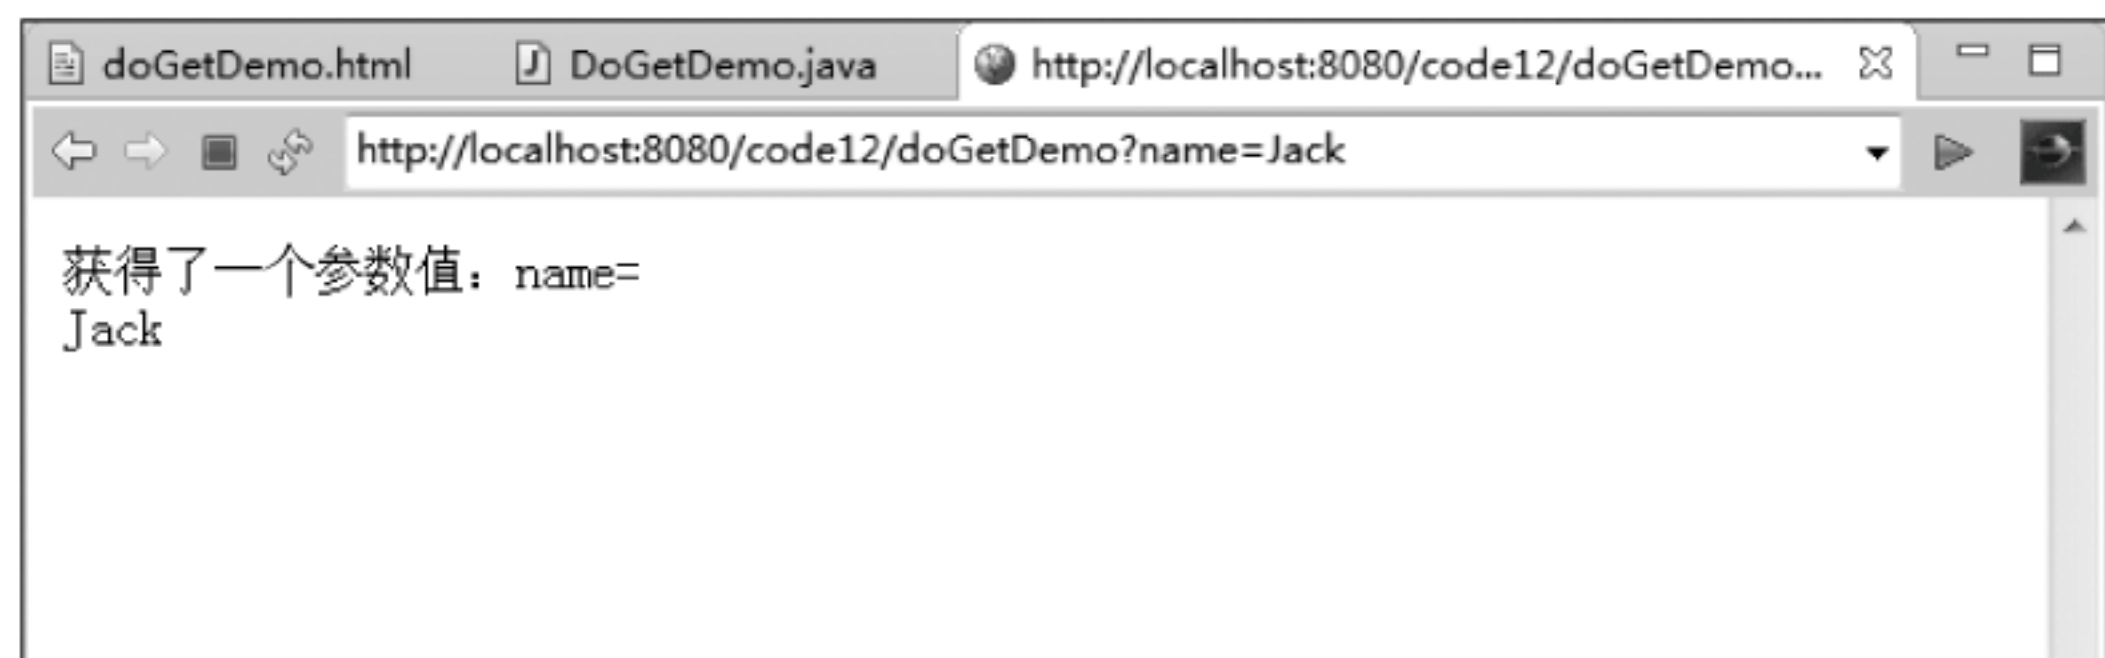 doGetDemo.html DoGetDemo.java http://localhost:8080/code12/doGetDemo...
http://localhost:8080/code12/doGetDemo?name=Jack
获得了一个参数值：name=
Jack